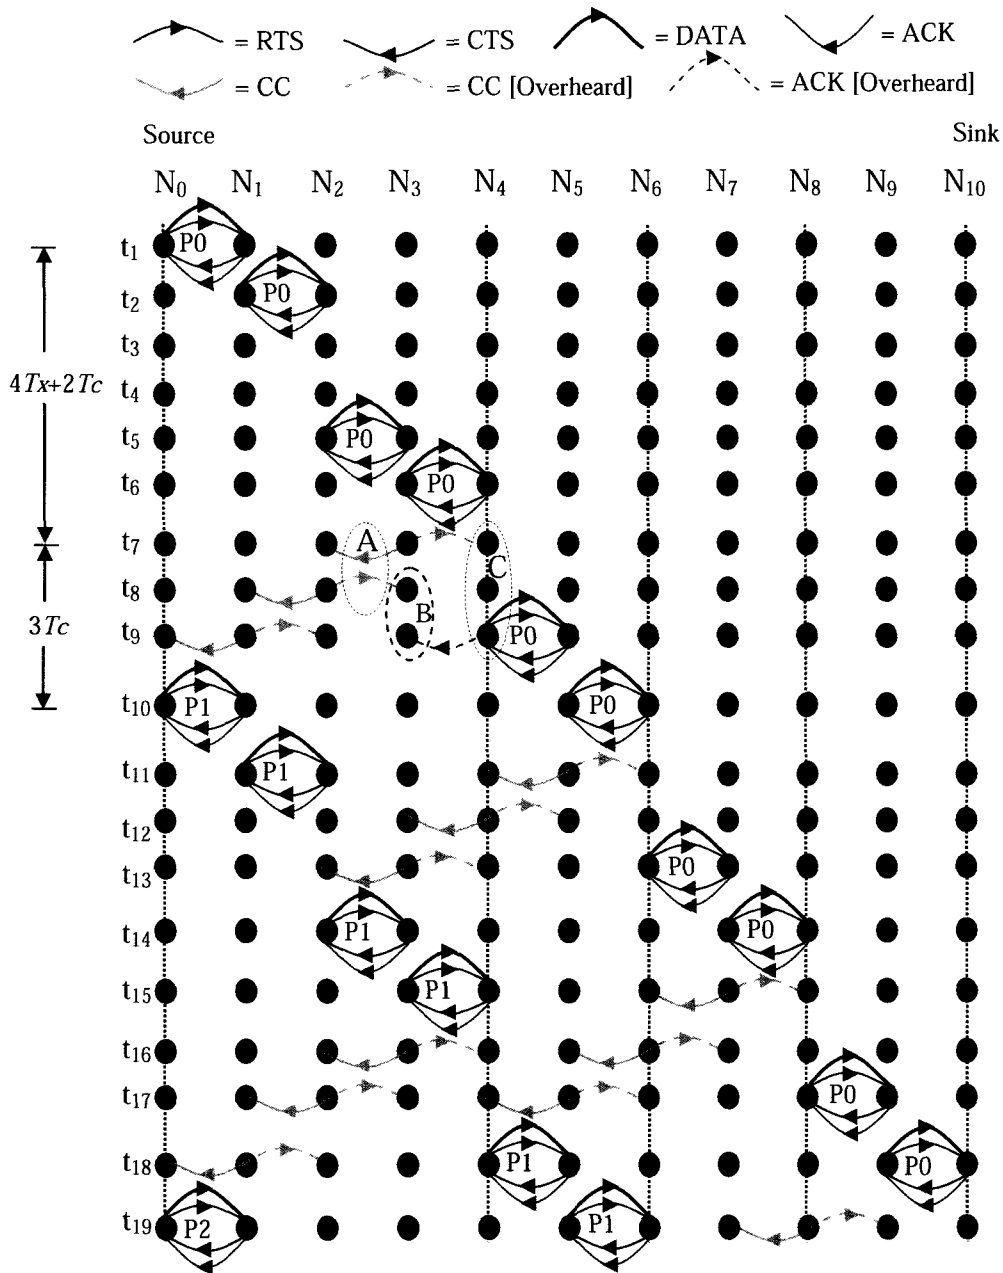 = RTS = CTS = DATA = ACK
= CC = CC [Overheard] = ACK [Overheard]
Source Sink
N0 N1 N2 N3 N4 N5 N6 N7 N8 N9 N10
t1 P0
t2 P0
t3
t4
4Tx+2Tc
t5 P0
t6 P0
t7 A
t8 B C
3Tc
t9 P0
t10 P1 P0
t11 P1
t12
t13 P0
t14 P1 P0
t15 P1
t16
t17 P0
t18 P1 P0
t19 P2 P1